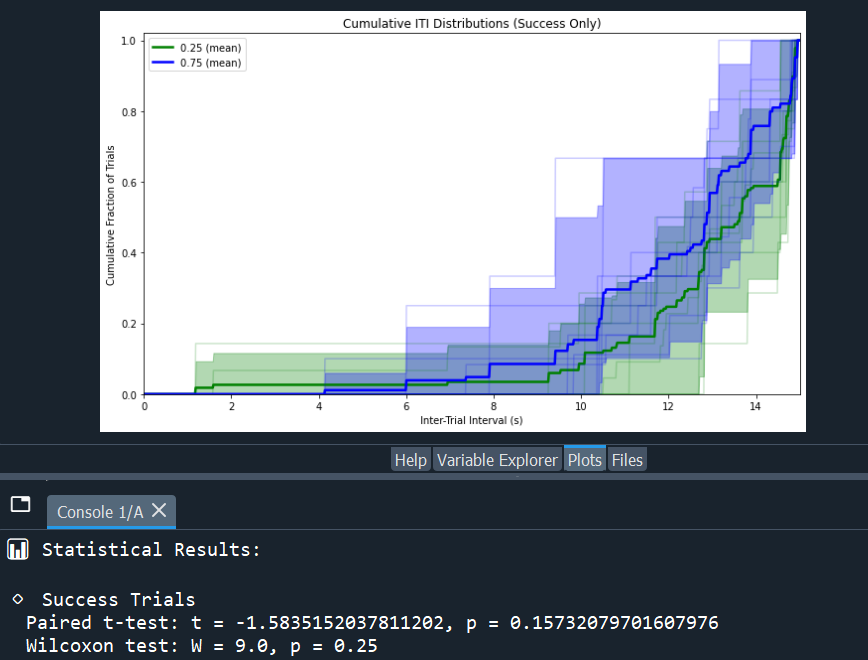 Cumulative ITI Distributions (Success Only)
0.25 (mean)
0.75 (mean)
1.0
0.8
0.6
0.4
0.2
0.0
Cumulative Fraction of Trials
0 2 4 6 8 10 12 14
Inter-Trial Interval (s)
Help Variable Explorer Plots Files
Console 1/A
Statistical Results:
Success Trials
Paired t-test: t = -1.5835152037811202, p = 0.15732079701607976
Wilcoxon test: W = 9.0, p = 0.25